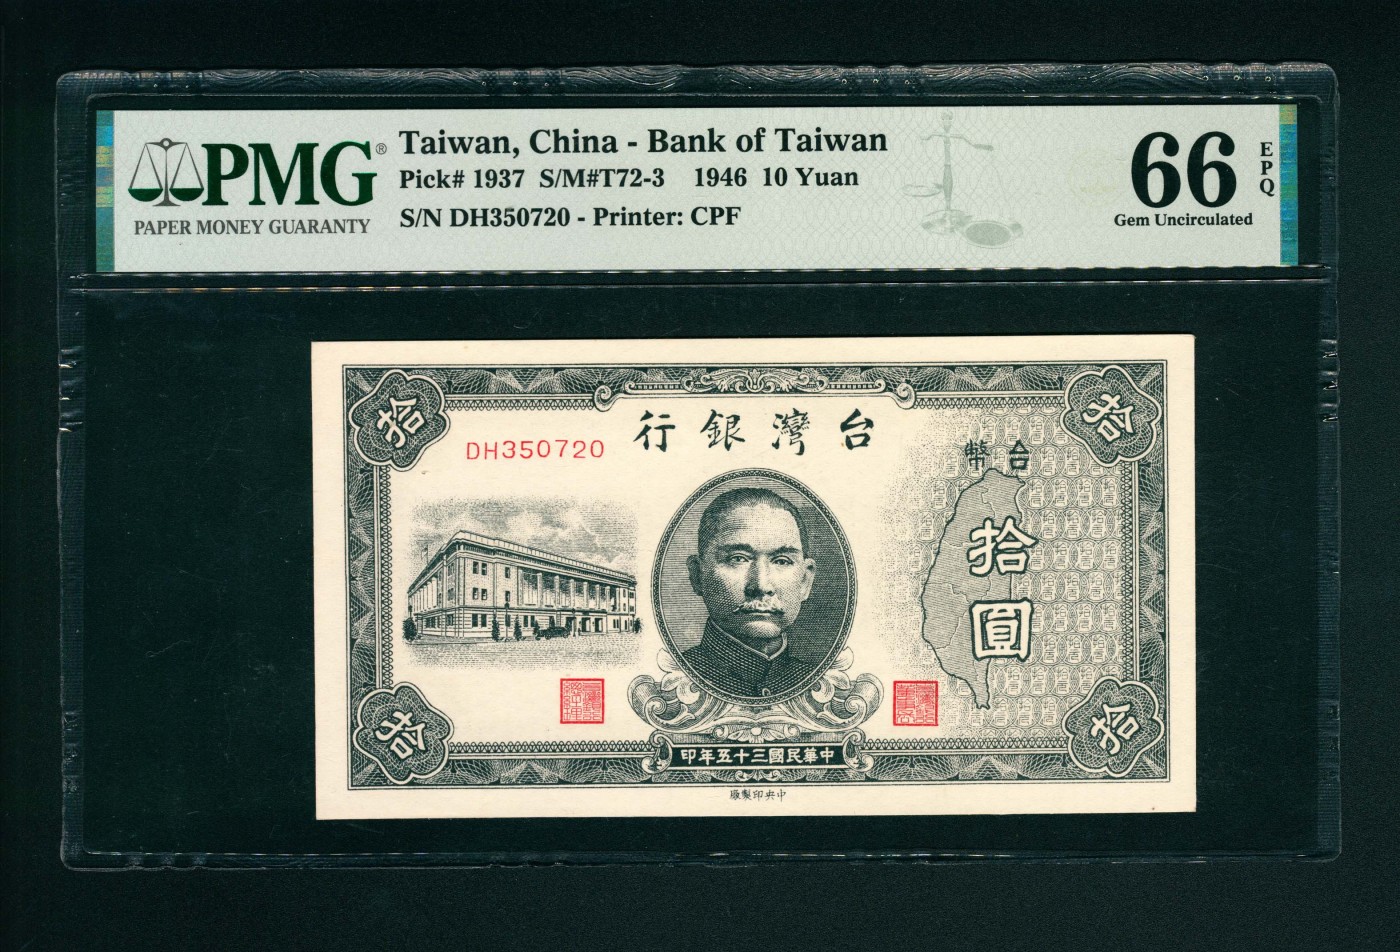 PMG®
PAPER MONEY GUARANTY
Taiwan, China - Bank of Taiwan
Pick# 1937 S/M#T72-3 1946 10 Yuan
S/N DH350720 - Printer: CPF
66
EPQ
Gem Uncirculated
拾
拾
行銀灣台
DH350720
幣台
拾圓
拾
拾
印年五十三國民華中
廠製印央中